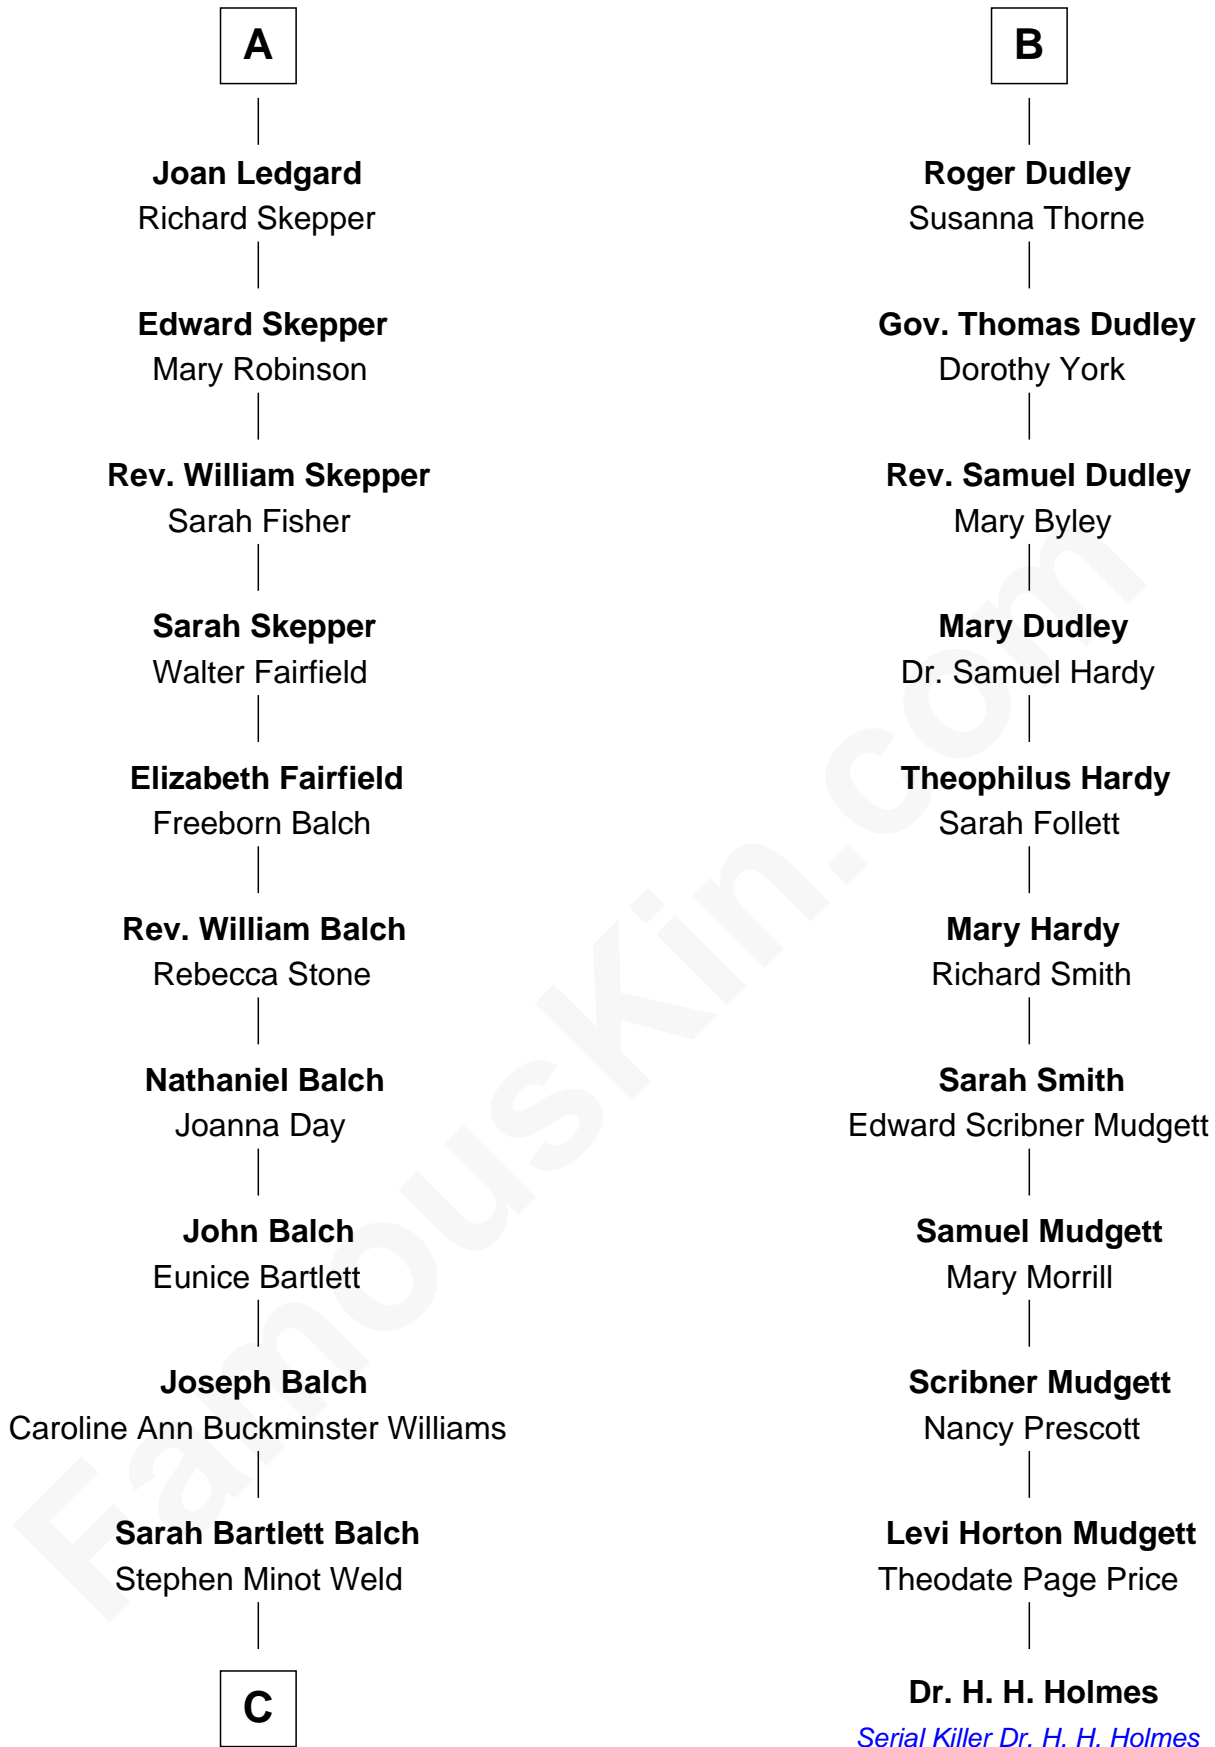 A
Joan Ledgard
Richard Skepper
Edward Skepper
Mary Robinson
Rev. William Skepper
Sarah Fisher
Sarah Skepper
Walter Fairfield
Elizabeth Fairfield
Freeborn Balch
Rev. William Balch
Rebecca Stone
Nathaniel Balch
Joanna Day
John Balch
Eunice Bartlett
Joseph Balch
Caroline Ann Buckminster Williams
Sarah Bartlett Balch
Stephen Minot Weld
C
B
Roger Dudley
Susanna Thorne
Gov. Thomas Dudley
Dorothy York
Rev. Samuel Dudley
Mary Byley
Mary Dudley
Dr. Samuel Hardy
Theophilus Hardy
Sarah Follett
Mary Hardy
Richard Smith
Sarah Smith
Edward Scribner Mudgett
Samuel Mudgett
Mary Morrill
Scribner Mudgett
Nancy Prescott
Levi Horton Mudgett
Theodate Page Price
Dr. H. H. Holmes
Serial Killer Dr. H. H. Holmes
FamousKin.com